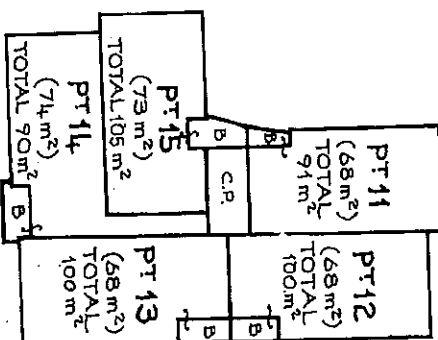 PT 15
(73 m²)
TOTAL 105 m²
PT 14
(74 m²)
TOTAL 90 m²
B
B
B
C.P.
PT 11
(68 m²)
TOTAL
91 m²
PT 12
(68 m²)
TOTAL
100 m²
PT 13
(68 m²)
TOTAL
100 m²
B
B